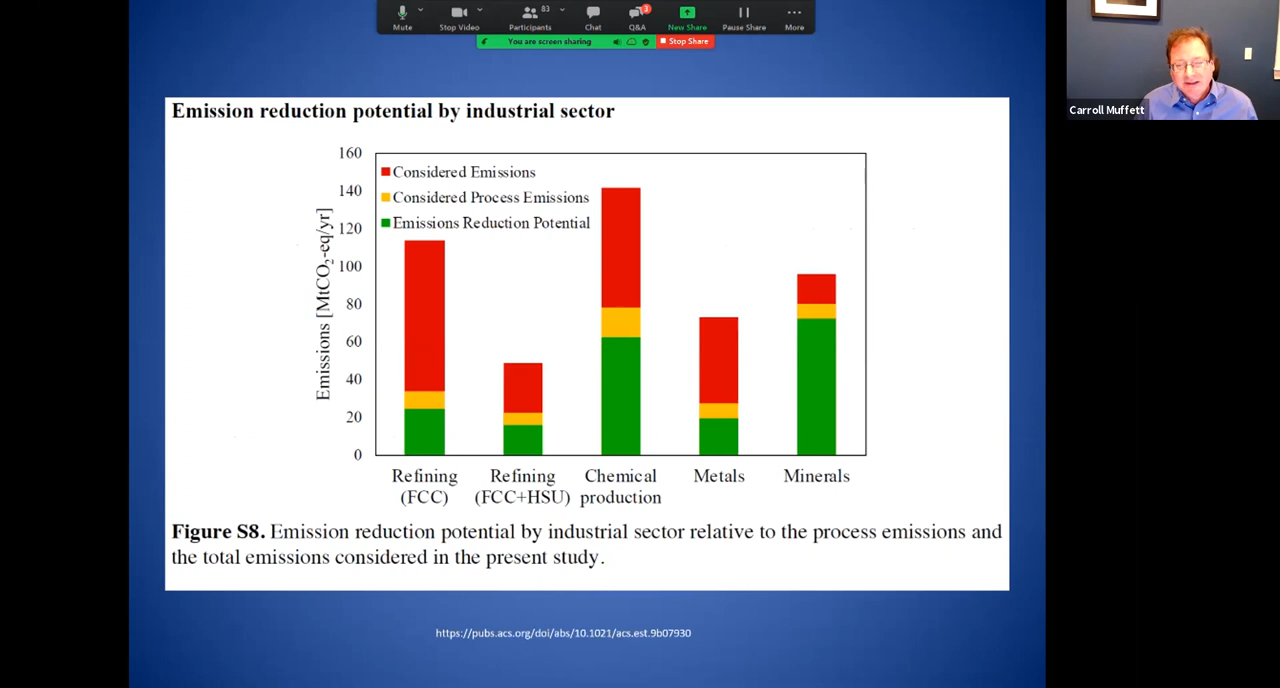 83
3
Mute
Stop Video
Participants
Chat
Q&A
New Share
Pause Share
More
You are screen sharing
Stop Share
Carroll Muffett
Emission reduction potential by industrial sector
Emissions [MtCO2-eq/yr]
160
140
120
100
80
60
40
20
0
Considered Emissions
Considered Process Emissions
Emissions Reduction Potential
Refining
(FCC)
Refining
(FCC+HSU)
Chemical
production
Metals
Minerals
Figure S8. Emission reduction potential by industrial sector relative to the process emissions and
the total emissions considered in the present study.
https://pubs.acs.org/doi/abs/10.1021/acs.est.9b07930